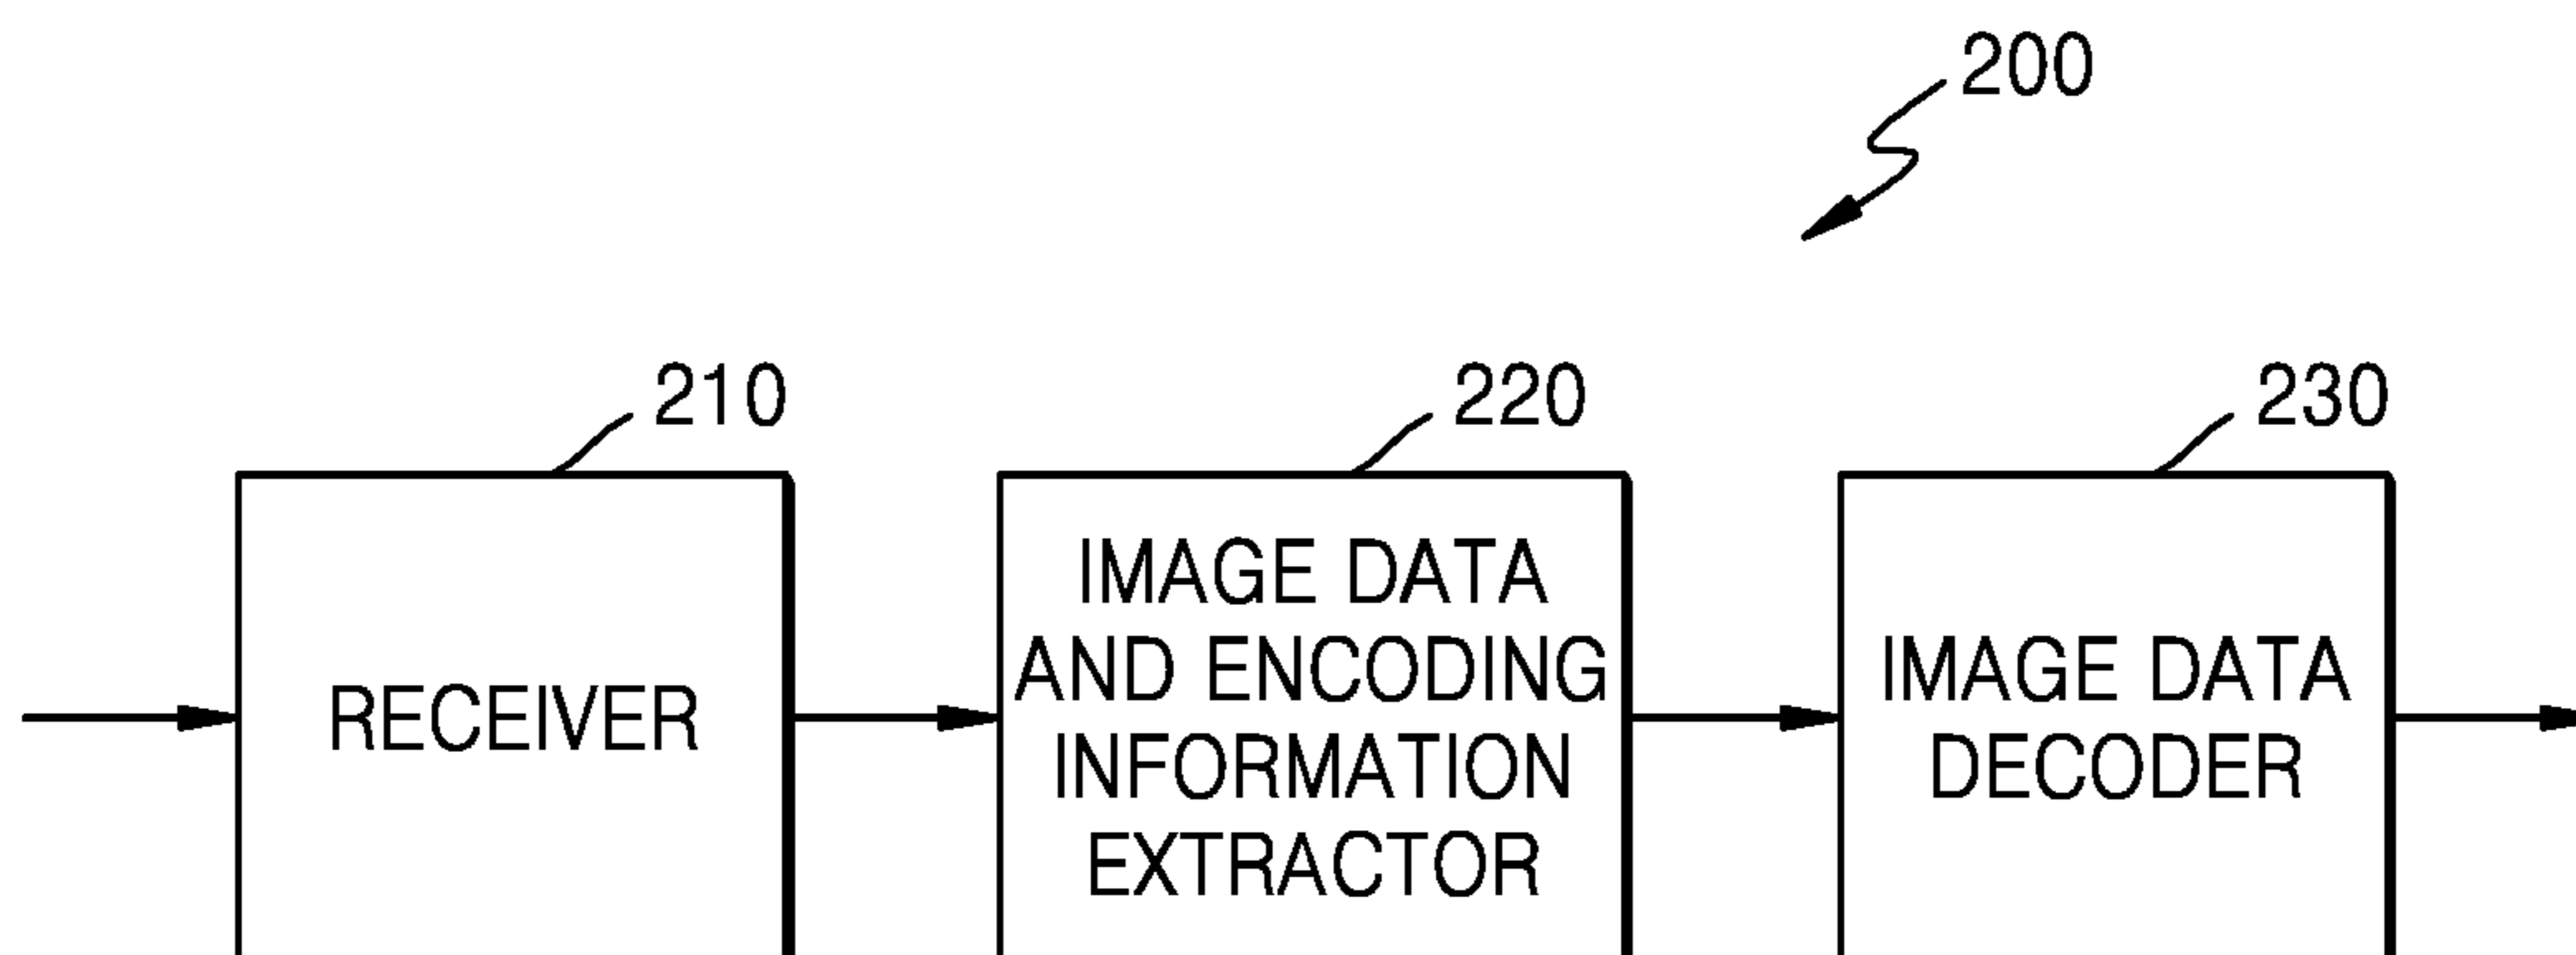 200
210
220
230
RECEIVER
IMAGE DATA
AND ENCODING
INFORMATION
EXTRACTOR
IMAGE DATA
DECODER